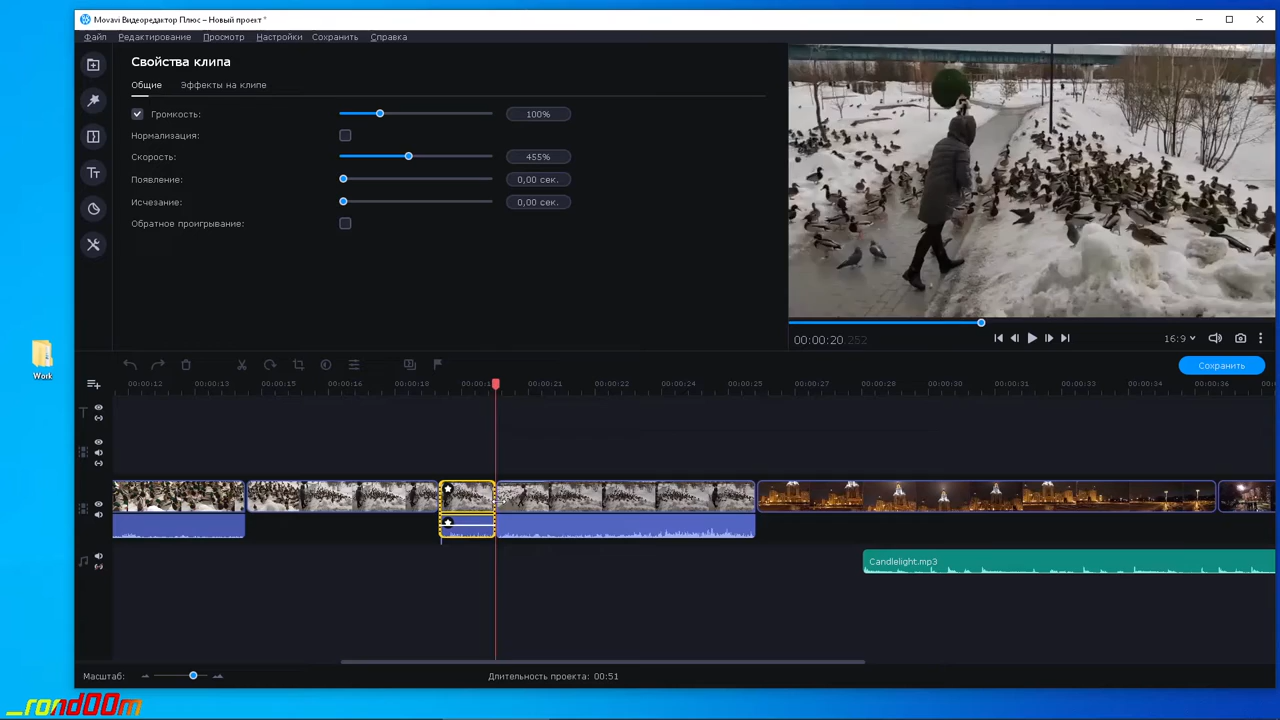 Movavi Видеоредактор Плюс – Новый проект *
Файл Редактирование Просмотр Настройки Сохранить Справка
Свойства клипа
Общие Эффекты на клипе
Громкость: 100%
Нормализация:
Скорость: 455%
Появление: 0,00 сек.
Исчезание: 0,00 сек.
Обратное проигрывание:
00:00:20.252
16:9
Сохранить
Work
00:00:12 00:00:13 00:00:15 00:00:16 00:00:18 00:00:21 00:00:22 00:00:24 00:00:25 00:00:27 00:00:28 00:00:30 00:00:31 00:00:33 00:00:34 00:00:36
Candlelight.mp3
Масштаб: Длительность проекта: 00:51
_rond00m